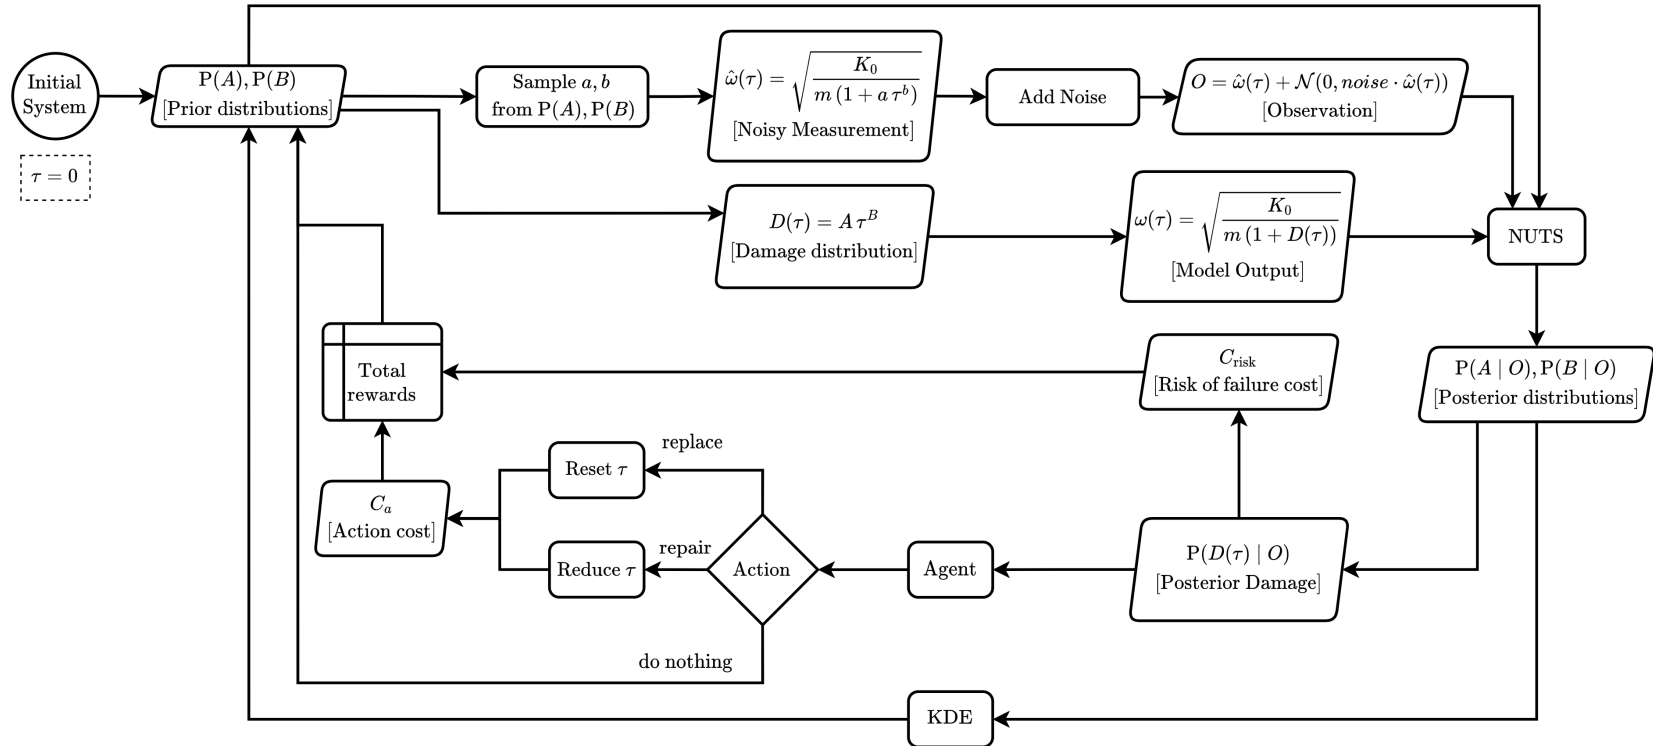 Initial
System
τ = 0
P(A), P(B)
[Prior distributions]
Sample a, b
from P(A), P(B)
ω̂(τ) = √(K₀ / (m (1 + a τᵇ)))
[Noisy Measurement]
Add Noise
O = ω̂(τ) + 𝒩(0, noise · ω̂(τ))
[Observation]
D(τ) = A τᴮ
[Damage distribution]
ω(τ) = √(K₀ / (m (1 + D(τ))))
[Model Output]
NUTS
P(A | O), P(B | O)
[Posterior distributions]
C_risk
[Risk of failure cost]
Total
rewards
C_a
[Action cost]
replace
Reset τ
repair
Reduce τ
Action
Agent
P(D(τ) | O)
[Posterior Damage]
do nothing
KDE